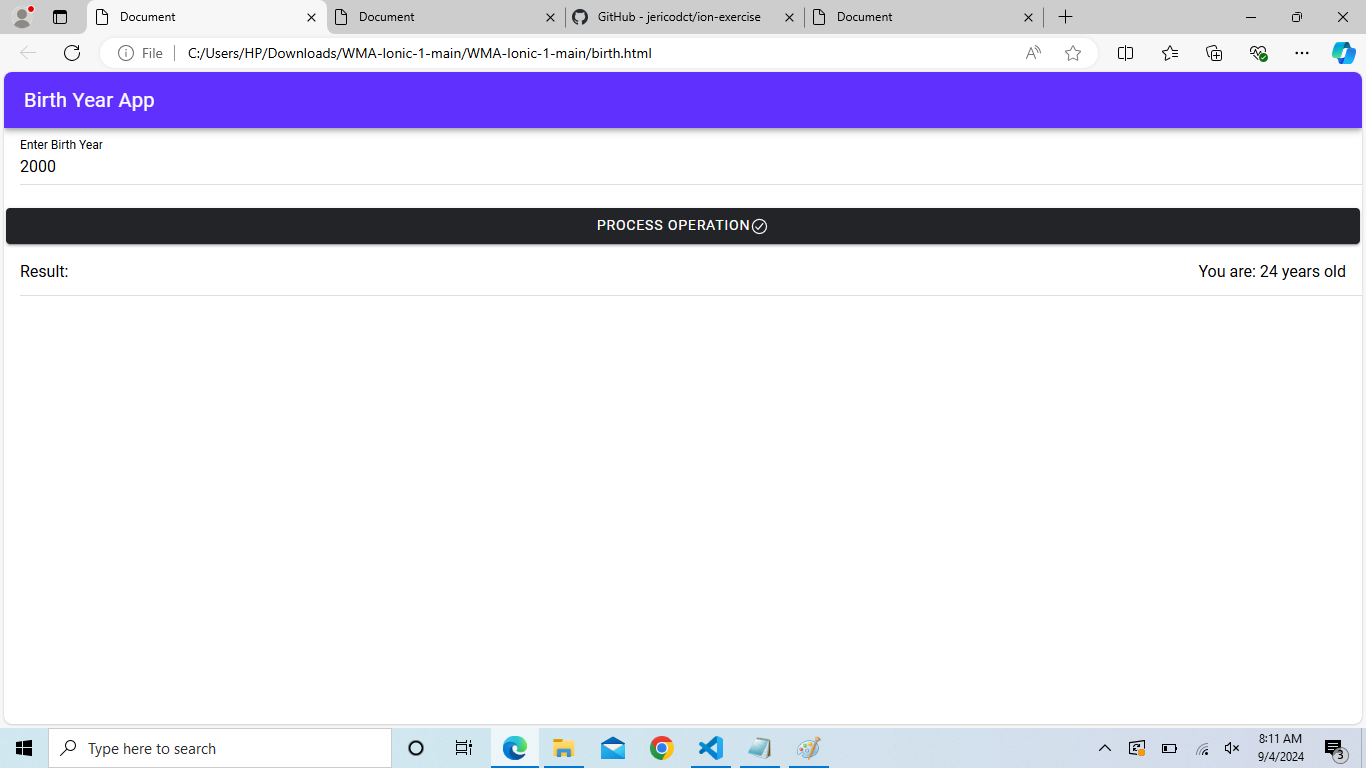 Document
Document
GitHub - jericodct/ion-exercise
Document
File
C:/Users/HP/Downloads/WMA-Ionic-1-main/WMA-Ionic-1-main/birth.html
Birth Year App
Enter Birth Year
2000
PROCESS OPERATION
Result:
You are: 24 years old
Type here to search
8:11 AM
9/4/2024
3